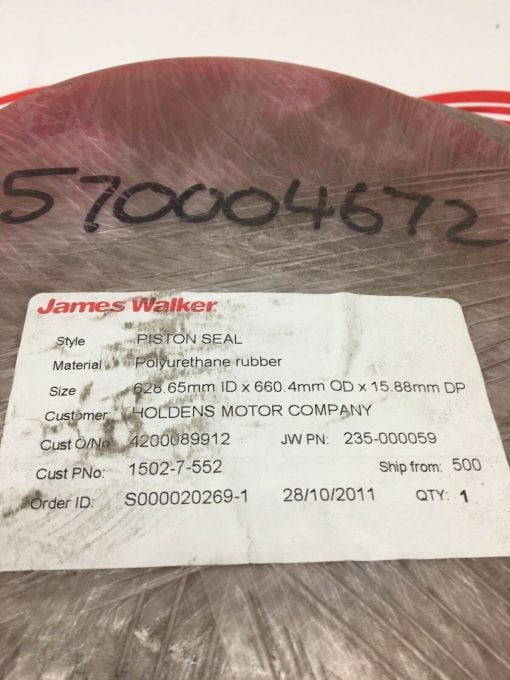 570004672
James Walker
Style PISTON SEAL
Material Polyurethane rubber
Size 628.65mm ID x 660.4mm OD x 15.88mm DP
Customer HOLDENS MOTOR COMPANY
Cust O/No 4200089912 JW PN: 235-000059
Cust PNo: 1502-7-552 Ship from: 500
Order ID: S000020269-1 28/10/2011 QTY: 1